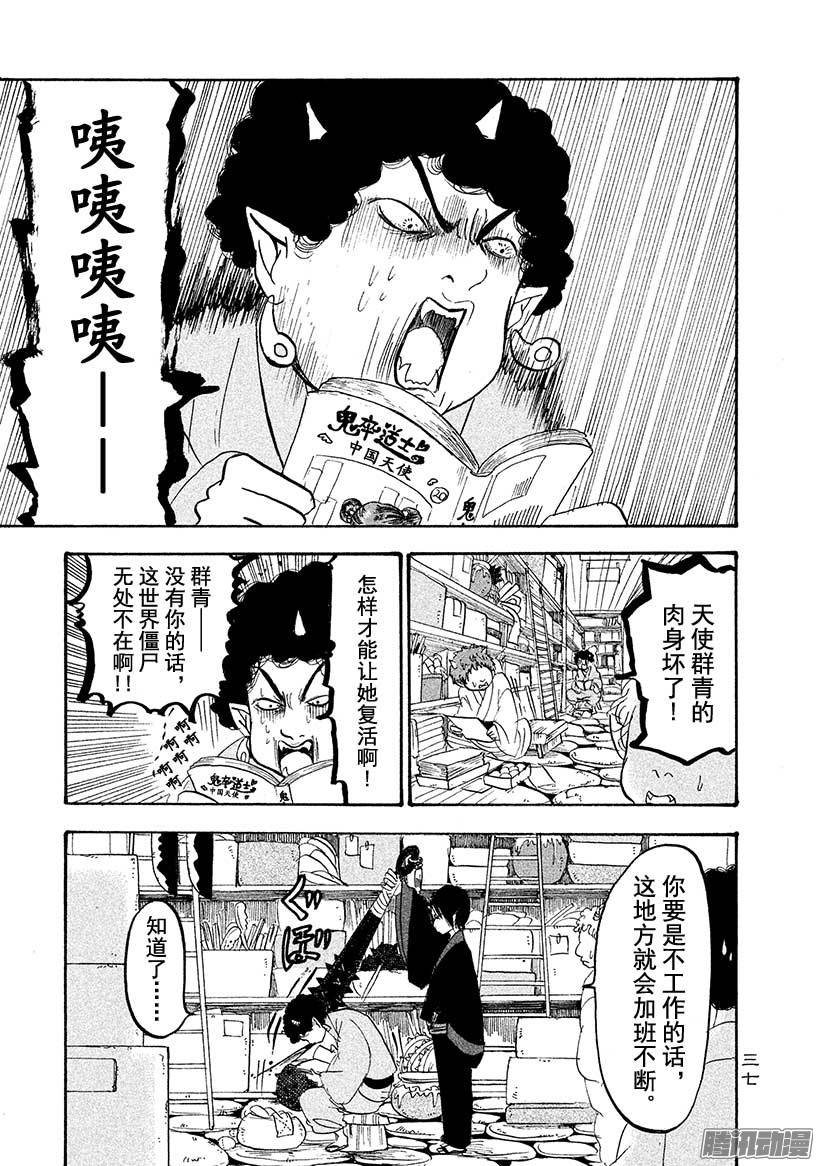 咦咦咦咦——
鬼卒道士
中国天使
20
鬼
天使群青的
肉身坏了！
怎样才能让她复活啊！
群青——
没有你的话，
这世界僵尸
无处不在啊!!
啊啊啊
啊啊啊
鬼卒道士
中国天使
鬼
你要是不工作的话，
这地方就会加班不断。
ぐぼ
知道了……
三七
腾讯动漫